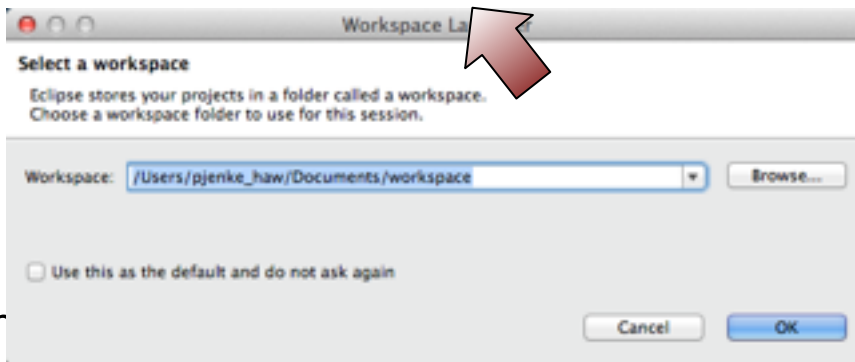 Workspace La
Select a workspace
Eclipse stores your projects in a folder called a workspace.
Choose a workspace folder to use for this session.
Workspace: /Users/pjenke_haw/Documents/workspace Browse...
Use this as the default and do not ask again
Cancel OK